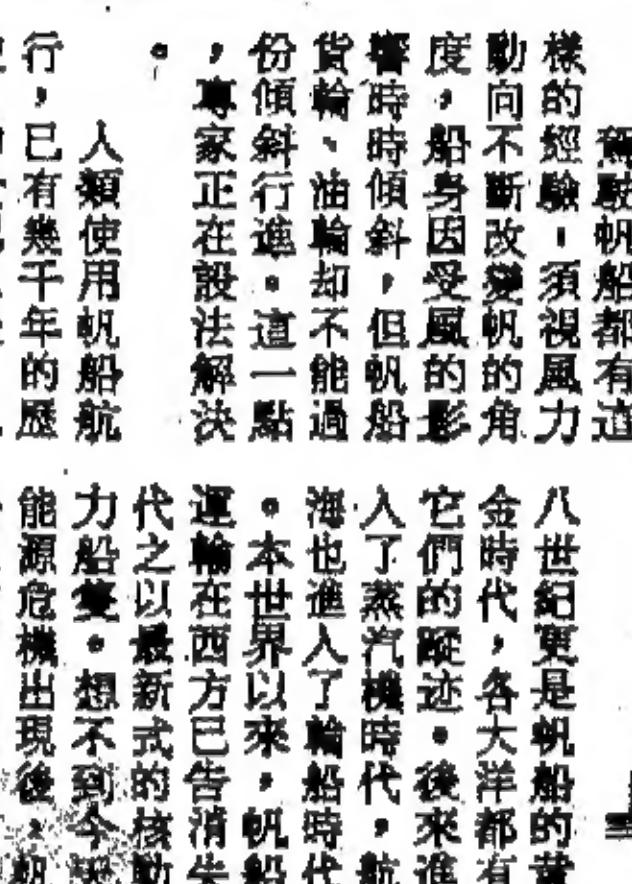 駕駛帆船都有這
樣的經驗，須視風力
動向不斷改變帆的角
度，船身因受風的影
響時時傾斜，但帆船
貨輪、油輪却不能過
份傾斜行進。這一點
，專家正在設法解決
。
人類使用帆船航
行，已有幾千年的歷
八世紀更是帆船的黃
金時代，各大洋都有
它們的蹤迹。後來進
入了蒸汽機時代，航
海也進入了輪船時代
。本世界以來，帆船
運輸在西方已告消失
代之以最新式的核動
力船隻。想不到今
能源危機出現後，帆